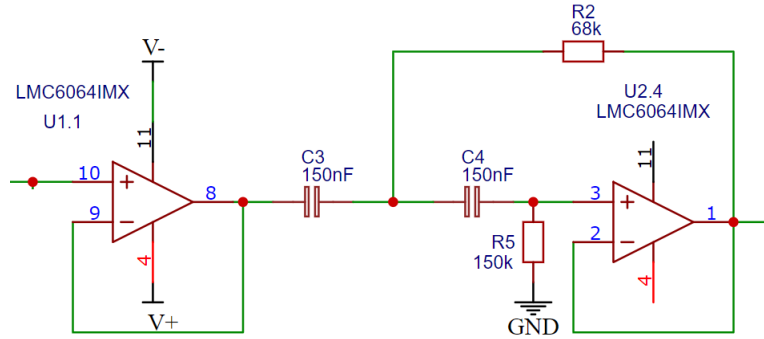 R2
68k
V-
LMC6064IMX
U1.1
11
10
9
8
4
V+
C3
150nF
C4
150nF
R5
150k
GND
U2.4
LMC6064IMX
11
3
2
1
4